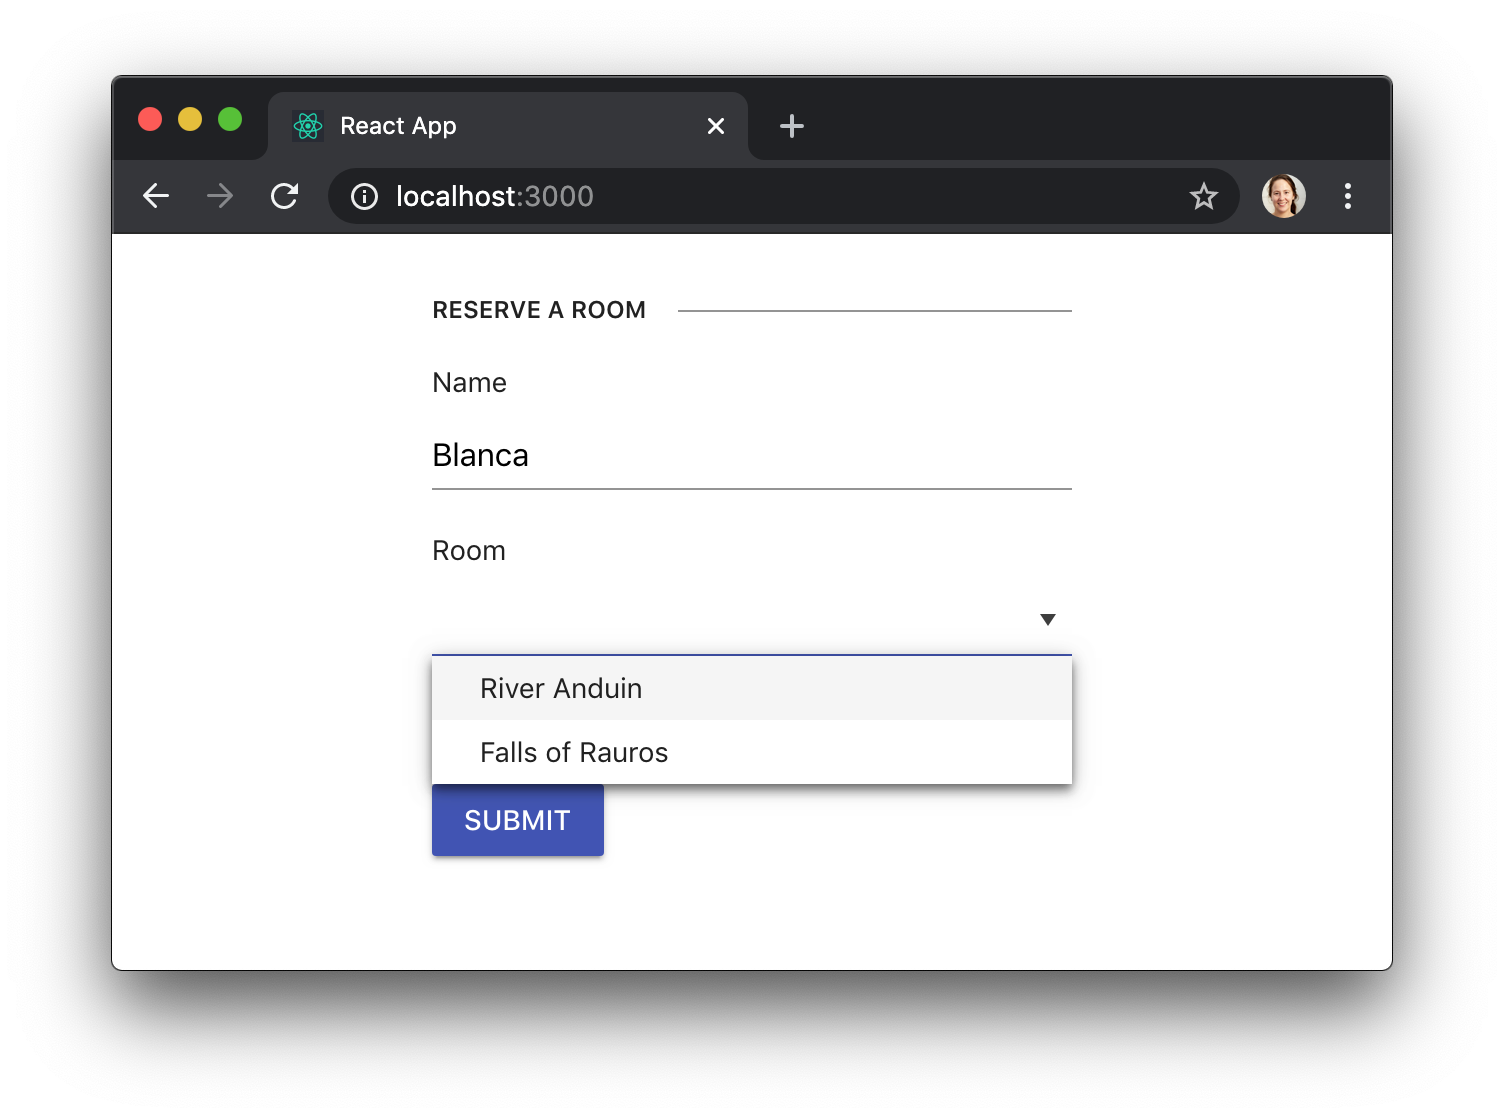 React App
localhost:3000
RESERVE A ROOM
Name
Blanca
Room
River Anduin
Falls of Rauros
SUBMIT